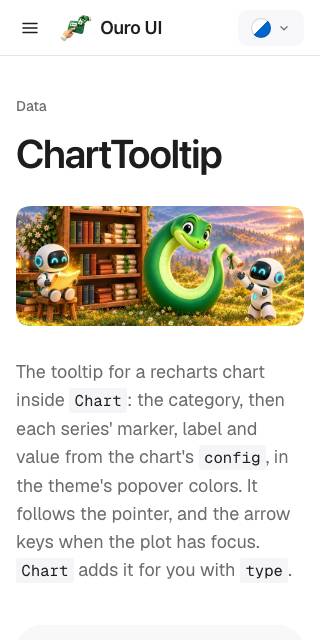 Ouro UI
Data
ChartTooltip
The tooltip for a recharts chart
inside Chart: the category, then
each series' marker, label and
value from the chart's config, in
the theme's popover colors. It
follows the pointer, and the arrow
keys when the plot has focus.
Chart adds it for you with type.